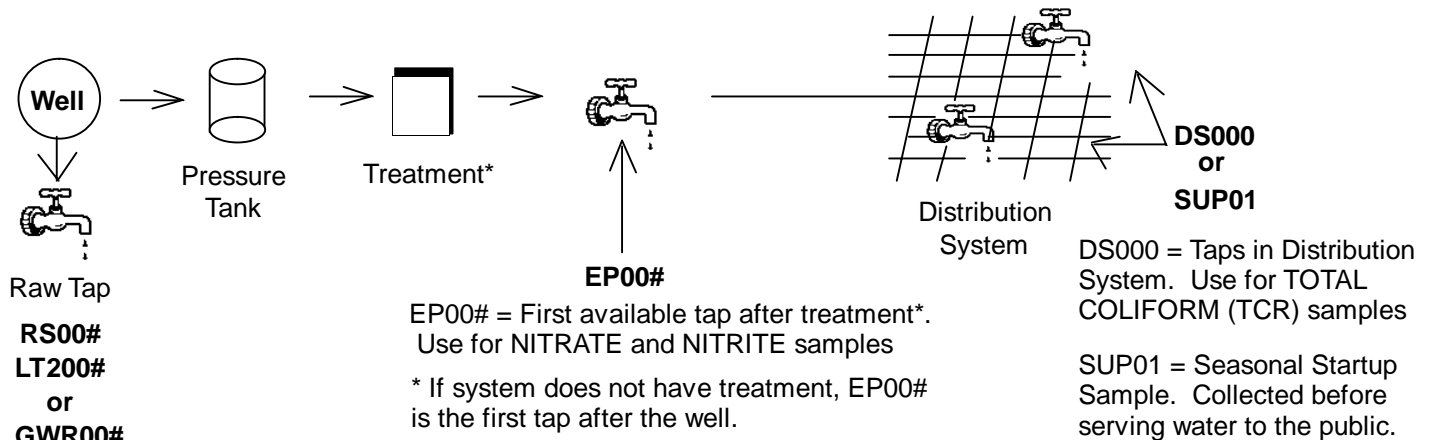 Well
Pressure
Tank
Treatment*
Raw Tap
RS00#
LT200#
or
GWR00#
EP00#
EP00# = First available tap after treatment*.
Use for NITRATE and NITRITE samples
* If system does not have treatment, EP00#
is the first tap after the well.
Distribution
System
DS000
or
SUP01
DS000 = Taps in Distribution
System. Use for TOTAL
COLIFORM (TCR) samples
SUP01 = Seasonal Startup
Sample. Collected before
serving water to the public.